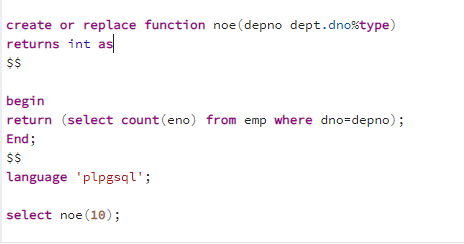 create or replace function noe(depno dept.dno%type)
returns int as
$$
begin
return (select count(eno) from emp where dno=depno);
End;
$$
language 'plpgsql';
select noe(10);